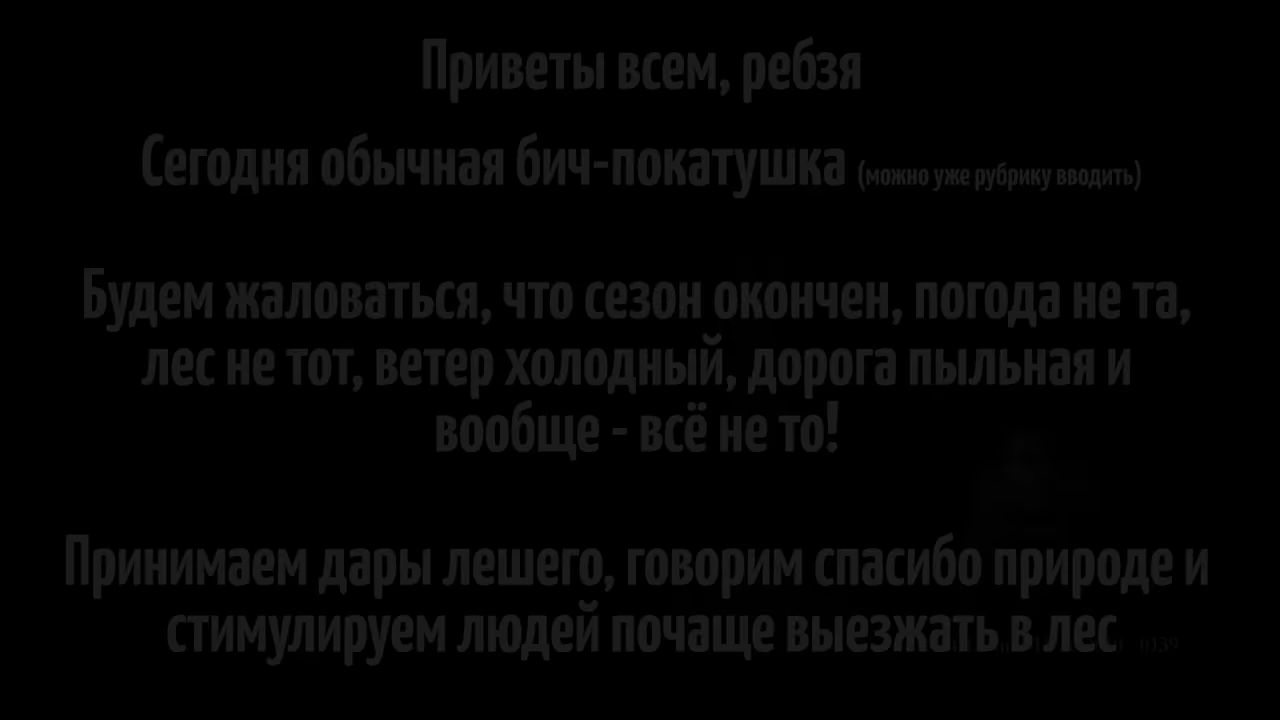 Приветы всем, ребзя
Сегодня обычная бич-покатушка (можно уже рубрику вводить)
Будем жаловаться, что сезон окончен, погода не та,
лес не тот, ветер холодный, дорога пыльная и
вообще - всё не то!
Принимаем дары лешего, говорим спасибо природе и
стимулируем людей почаще выезжать в лес